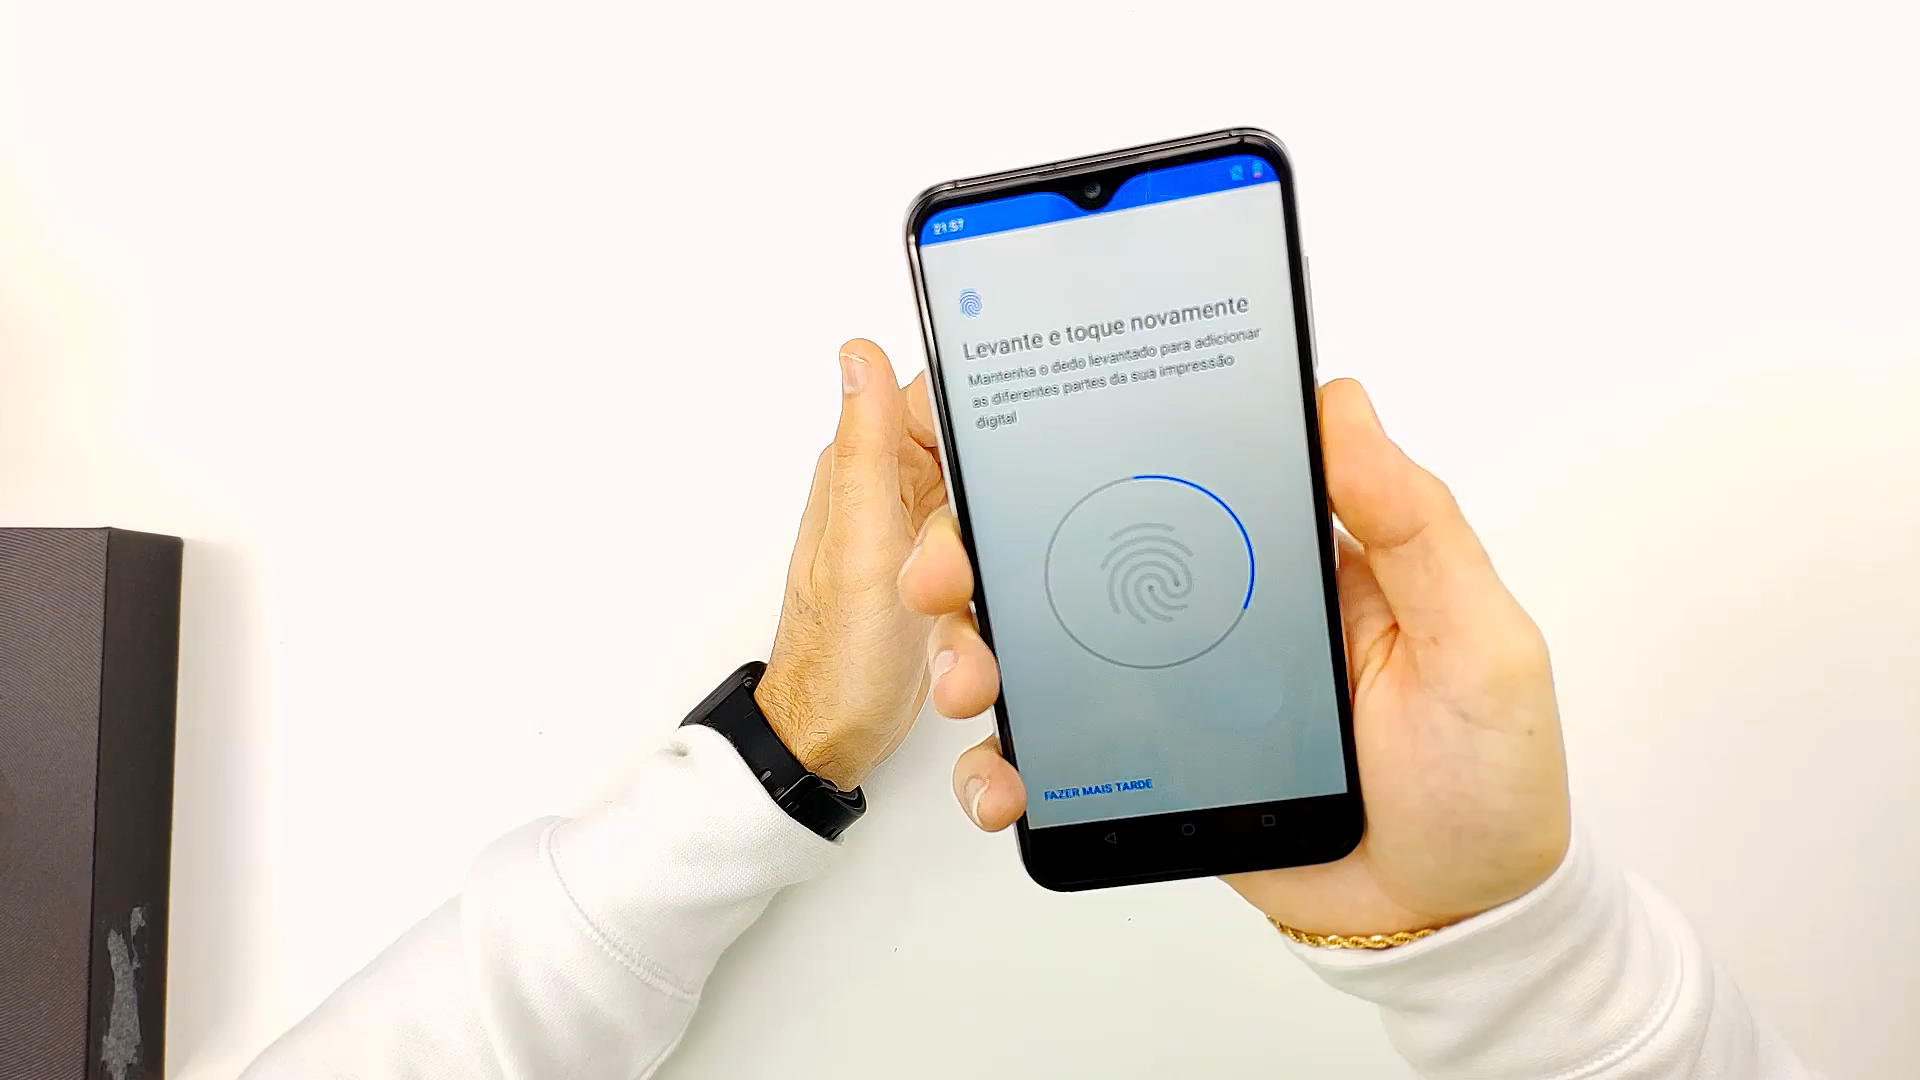 21:57
Levante e toque novamente
Mantenha o dedo levantado para adicionar
as diferentes partes da sua impressão
digital
FAZER MAIS TARDE